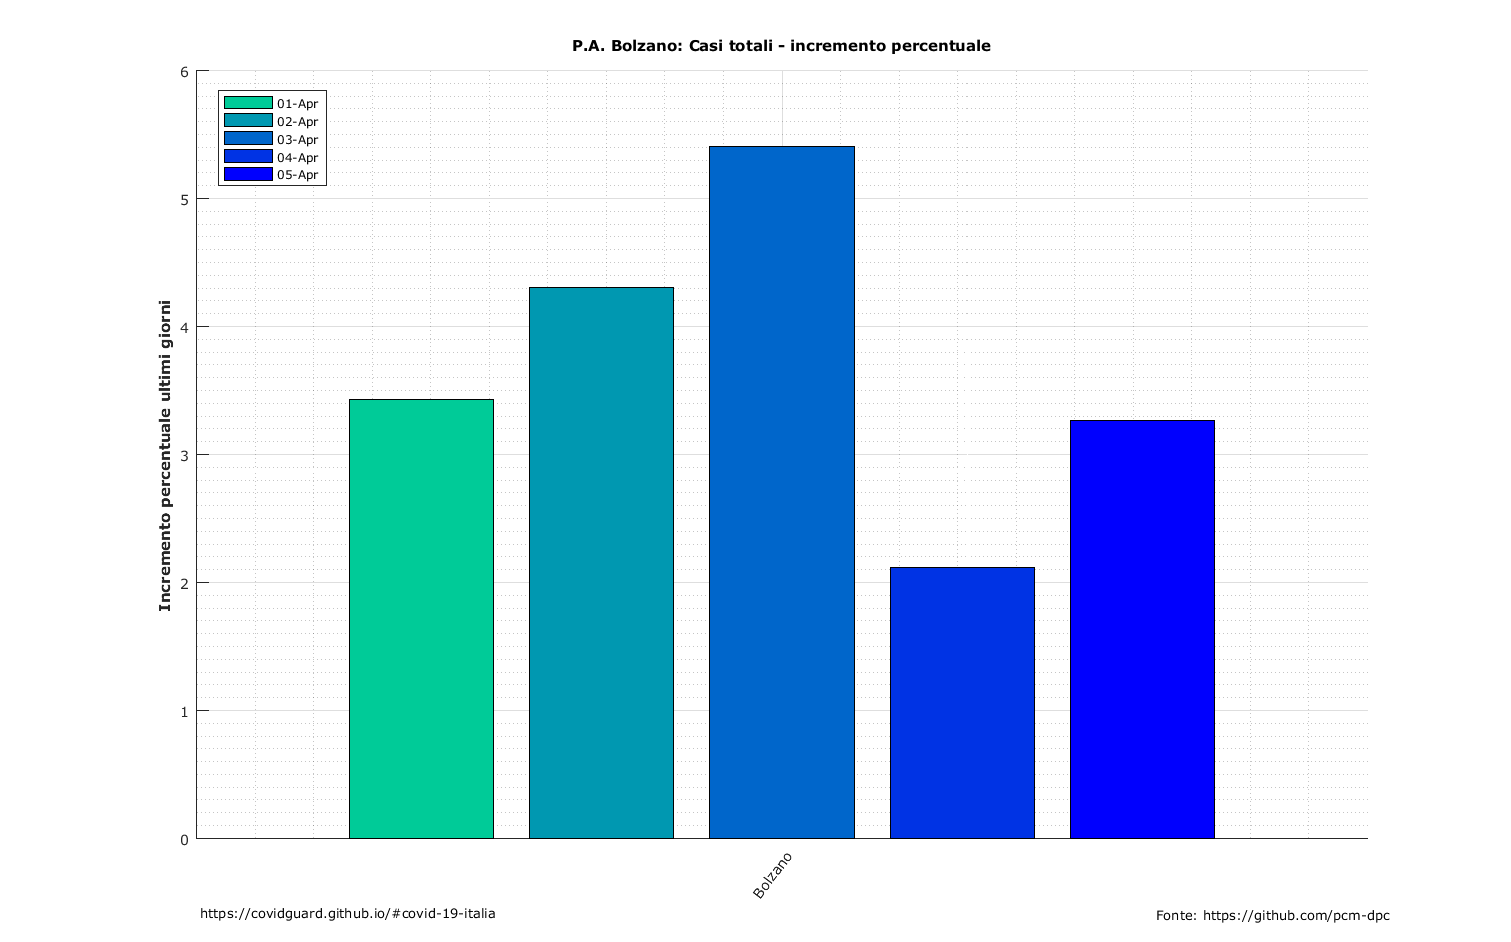 P.A. Bolzano: Casi totali - incremento percentuale
6
5
4
3
2
1
0
01-Apr
02-Apr
03-Apr
04-Apr
05-Apr
Incremento percentuale ultimi giorni
Bolzano
https://covidguard.github.io/#covid-19-italia
Fonte: https://github.com/pcm-dpc